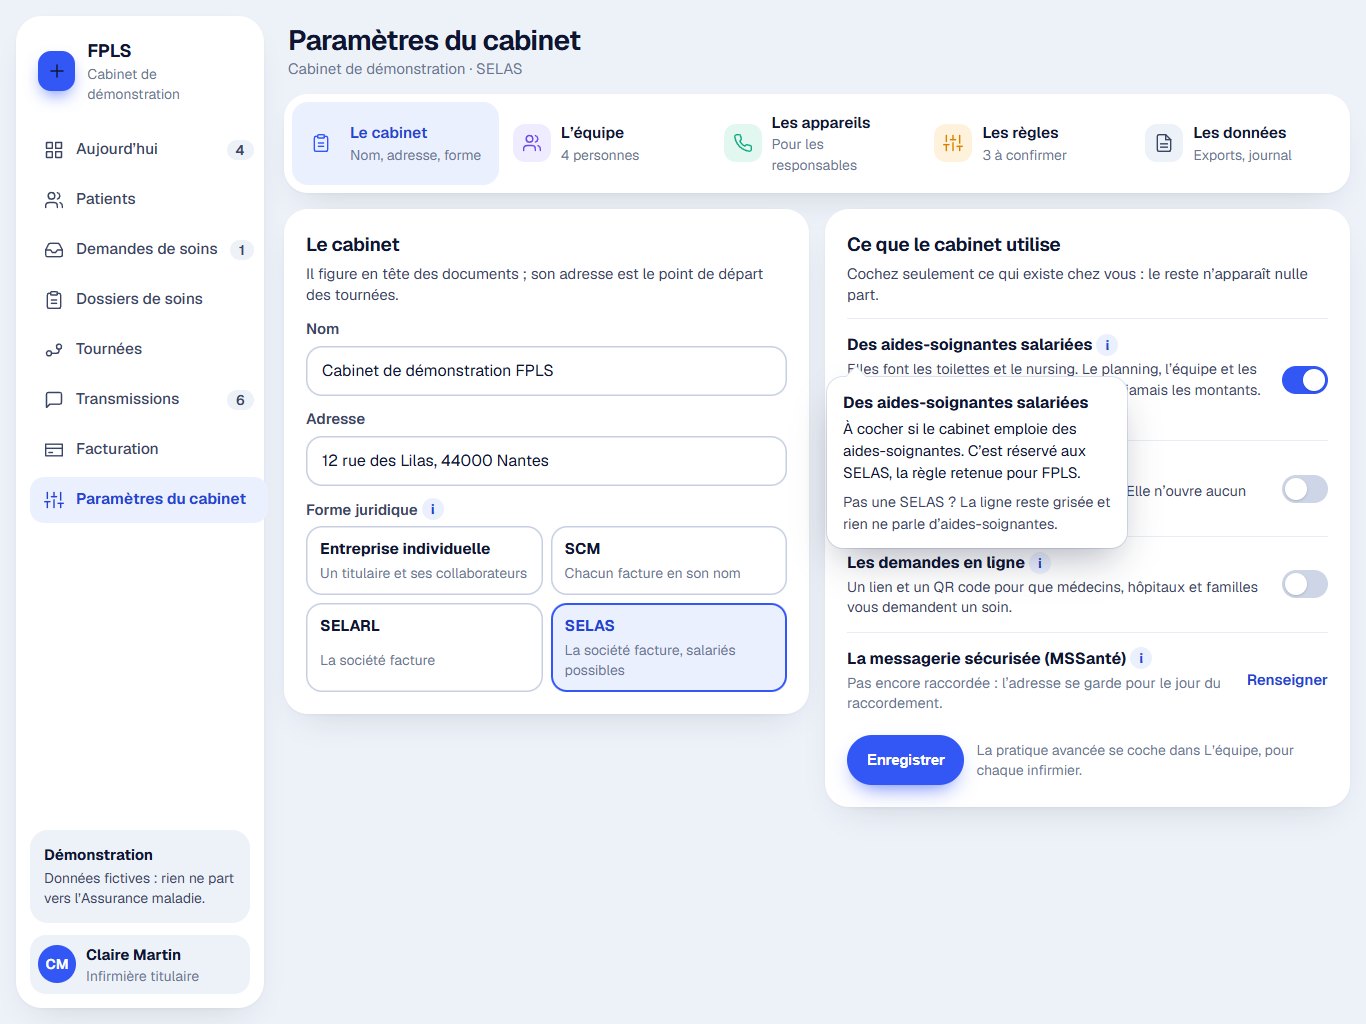 FPLS
Cabinet de
démonstration
Aujourd'hui
4
Patients
Demandes de soins
1
Dossiers de soins
Tournées
Transmissions
6
Facturation
Paramètres du cabinet
Démonstration
Données fictives : rien ne part
vers l'Assurance maladie.
CM
Claire Martin
Infirmière titulaire
Paramètres du cabinet
Cabinet de démonstration · SELAS
Le cabinet
Nom, adresse, forme
L'équipe
4 personnes
Les appareils
Pour les
responsables
Les règles
3 à confirmer
Les données
Exports, journal
Le cabinet
Il figure en tête des documents ; son adresse est le point de départ
des tournées.
Nom
Cabinet de démonstration FPLS
Adresse
12 rue des Lilas, 44000 Nantes
Forme juridique i
Entreprise individuelle
Un titulaire et ses collaborateurs
SCM
Chacun facture en son nom
SELARL
La société facture
SELAS
La société facture, salariés
possibles
Ce que le cabinet utilise
Cochez seulement ce qui existe chez vous : le reste n'apparaît nulle
part.
Des aides-soignantes salariées i
Elles font les toilettes et le nursing. Le planning, l'équipe et les
jamais les montants.
Des aides-soignantes salariées
À cocher si le cabinet emploie des
aides-soignantes. C'est réservé aux
SELAS, la règle retenue pour FPLS.
Pas une SELAS ? La ligne reste grisée et
rien ne parle d'aides-soignantes.
Elle n'ouvre aucun
Les demandes en ligne i
Un lien et un QR code pour que médecins, hôpitaux et familles
vous demandent un soin.
La messagerie sécurisée (MSSanté) i
Pas encore raccordée : l'adresse se garde pour le jour du
raccordement.
Renseigner
Enregistrer
La pratique avancée se coche dans L'équipe, pour
chaque infirmier.